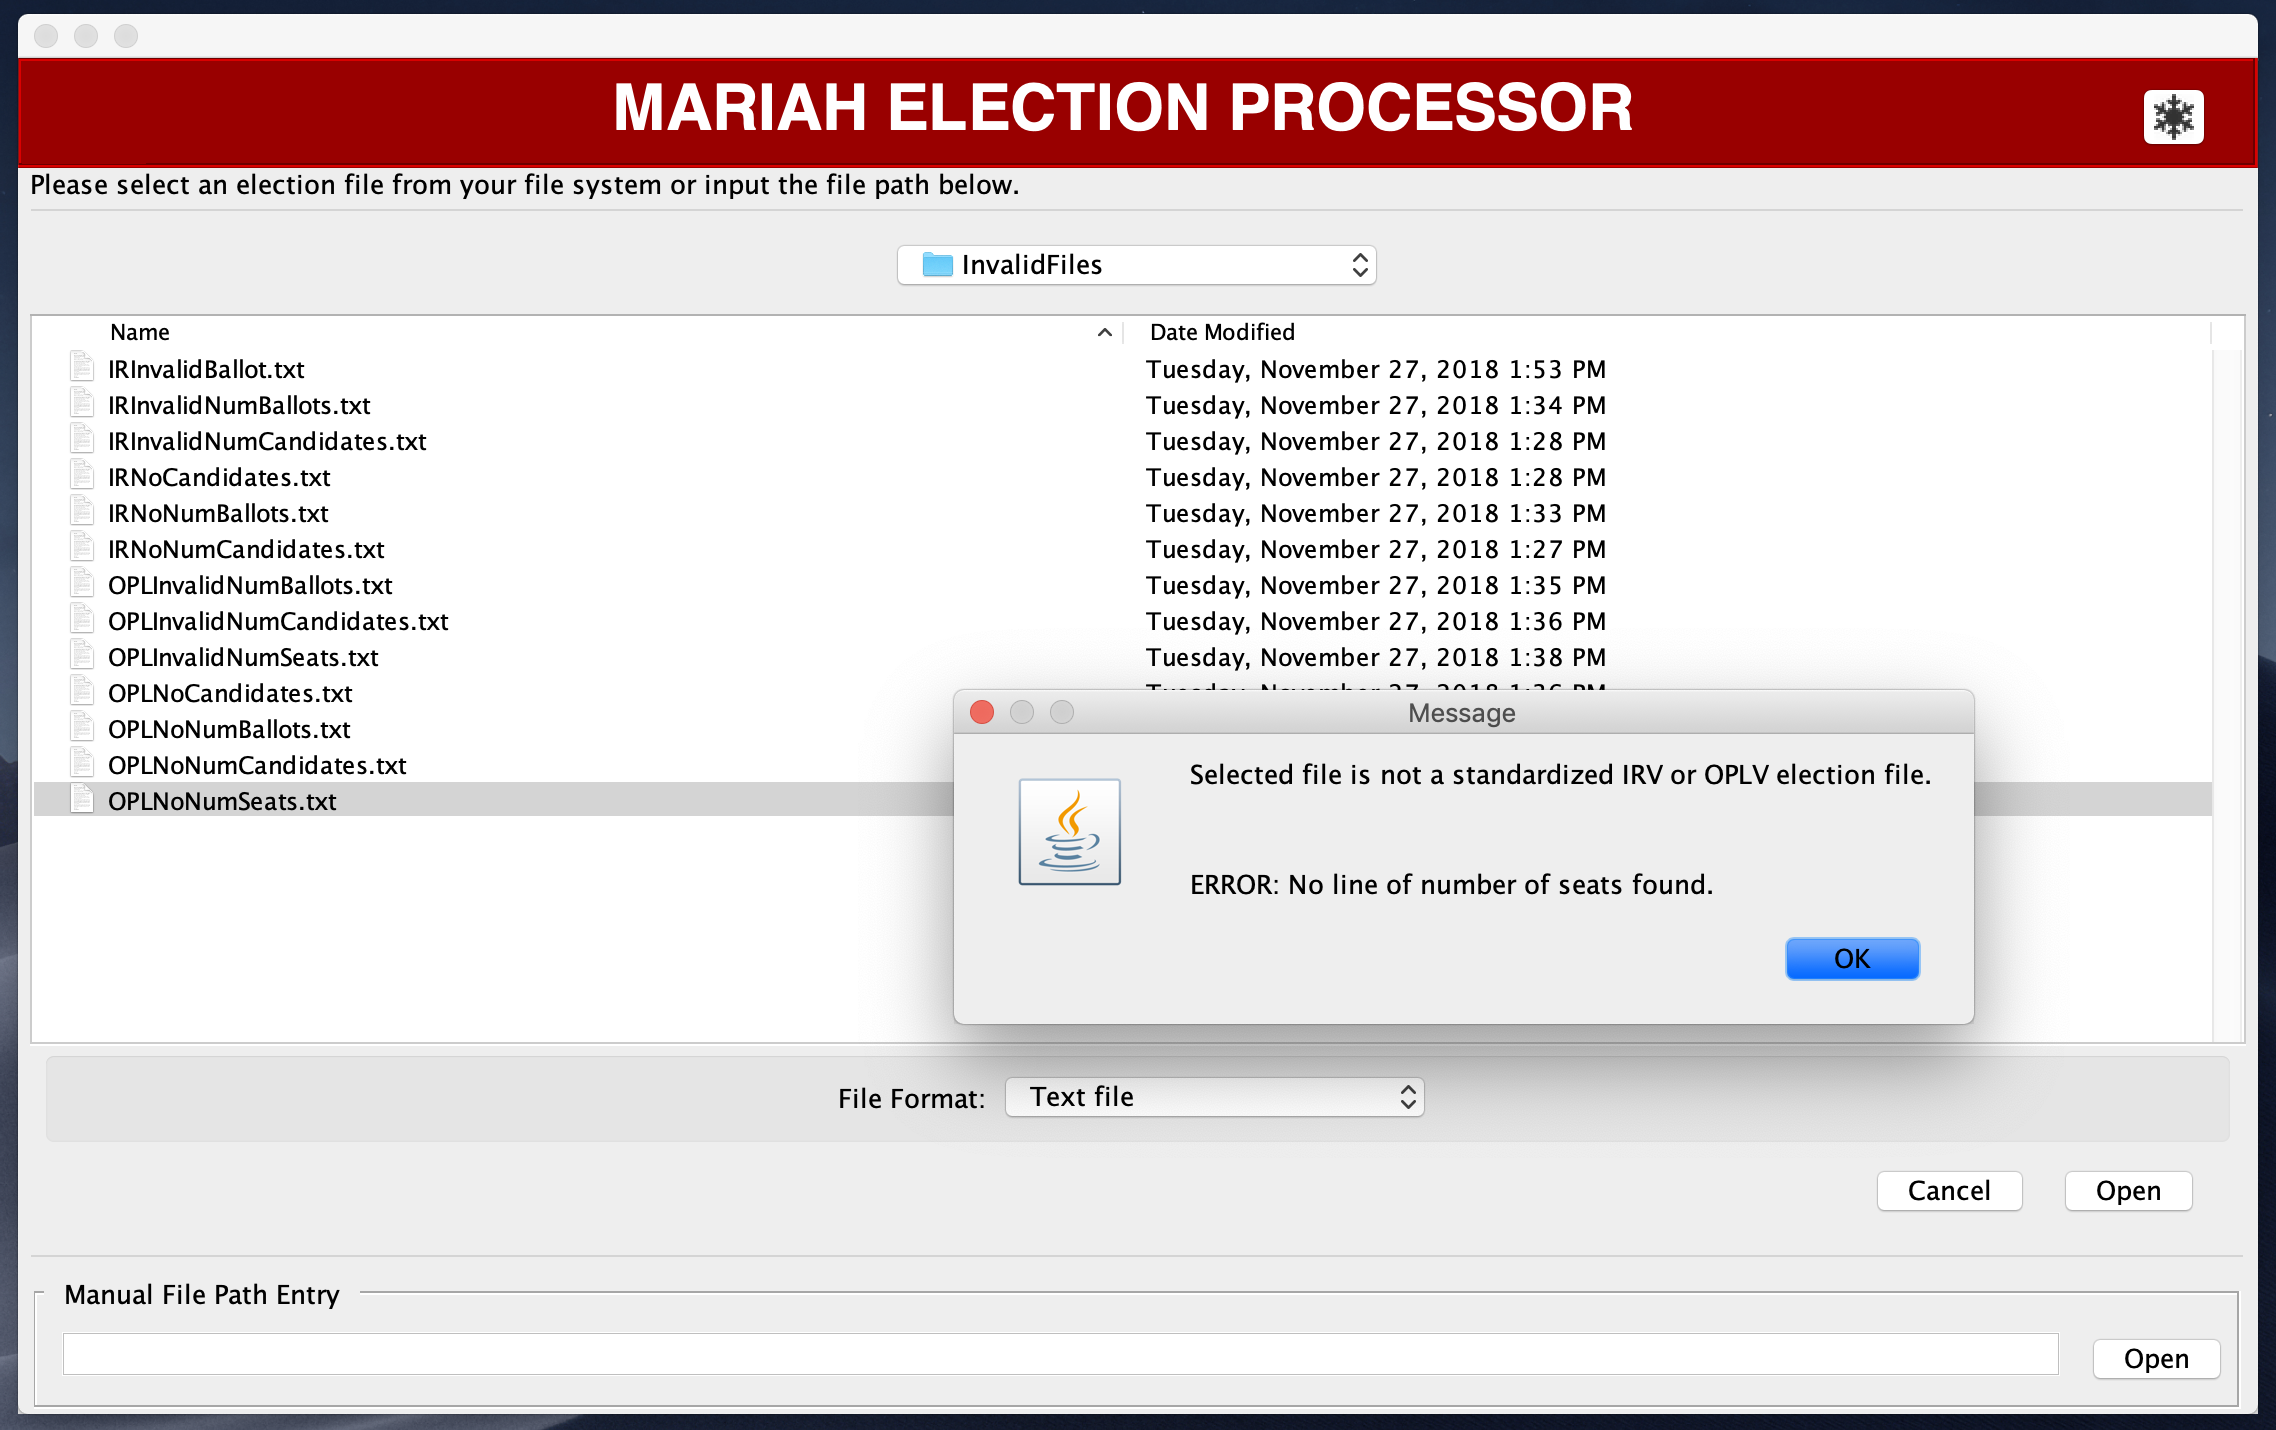 MARIAH ELECTION PROCESSOR
Please select an election file from your file system or input the file path below.
InvalidFiles
Name Date Modified
IRInvalidBallot.txt Tuesday, November 27, 2018 1:53 PM
IRInvalidNumBallots.txt Tuesday, November 27, 2018 1:34 PM
IRInvalidNumCandidates.txt Tuesday, November 27, 2018 1:28 PM
IRNoCandidates.txt Tuesday, November 27, 2018 1:28 PM
IRNoNumBallots.txt Tuesday, November 27, 2018 1:33 PM
IRNoNumCandidates.txt Tuesday, November 27, 2018 1:27 PM
OPLInvalidNumBallots.txt Tuesday, November 27, 2018 1:35 PM
OPLInvalidNumCandidates.txt Tuesday, November 27, 2018 1:36 PM
OPLInvalidNumSeats.txt Tuesday, November 27, 2018 1:38 PM
OPLNoCandidates.txt
OPLNoNumBallots.txt
OPLNoNumCandidates.txt
OPLNoNumSeats.txt
Message
Selected file is not a standardized IRV or OPLV election file.
ERROR: No line of number of seats found.
OK
File Format: Text file
Cancel Open
Manual File Path Entry
Open